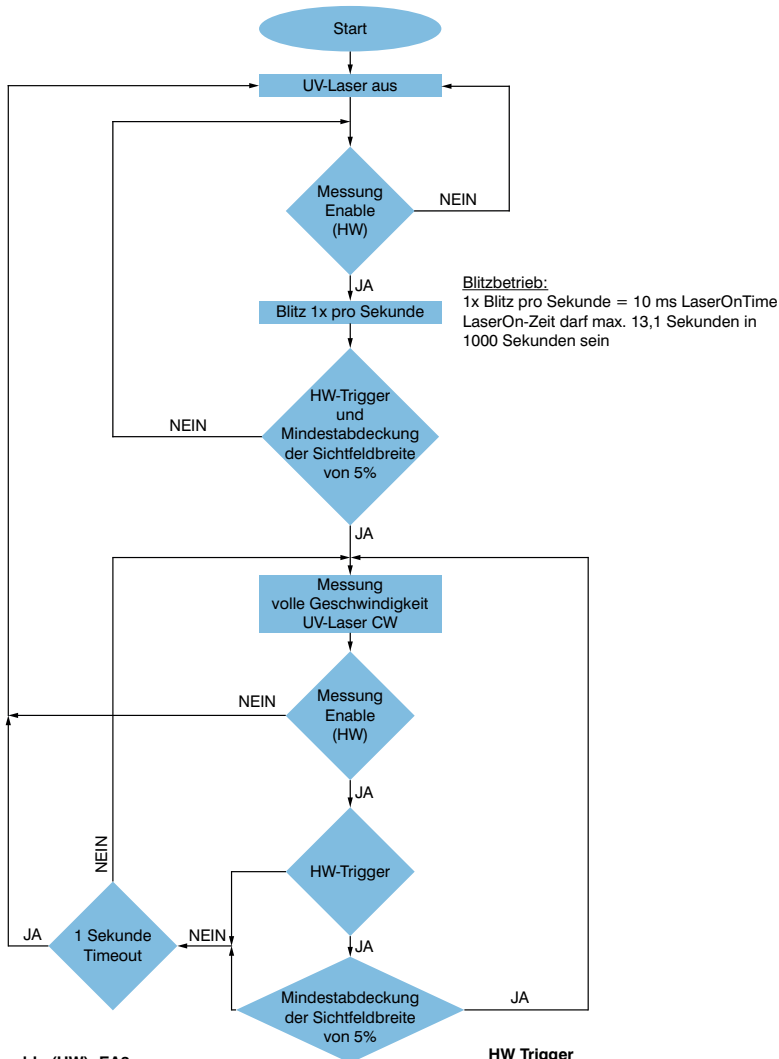 Start
UV-Laser aus
Messung
Enable
(HW)
NEIN
JA
Blitz 1x pro Sekunde
Blitzbetrieb:
1x Blitz pro Sekunde = 10 ms LaserOnTime
LaserOn-Zeit darf max. 13,1 Sekunden in
1000 Sekunden sein
HW-Trigger
und
Mindestabdeckung
der Sichtfeldbreite
von 5%
NEIN
JA
Messung
volle Geschwindigkeit
UV-Laser CW
Messung
Enable
(HW)
NEIN
JA
NEIN
HW-Trigger
JA
1 Sekunde
Timeout
NEIN
JA
Mindestabdeckung
der Sichtfeldbreite
von 5%
JA
HW Trigger